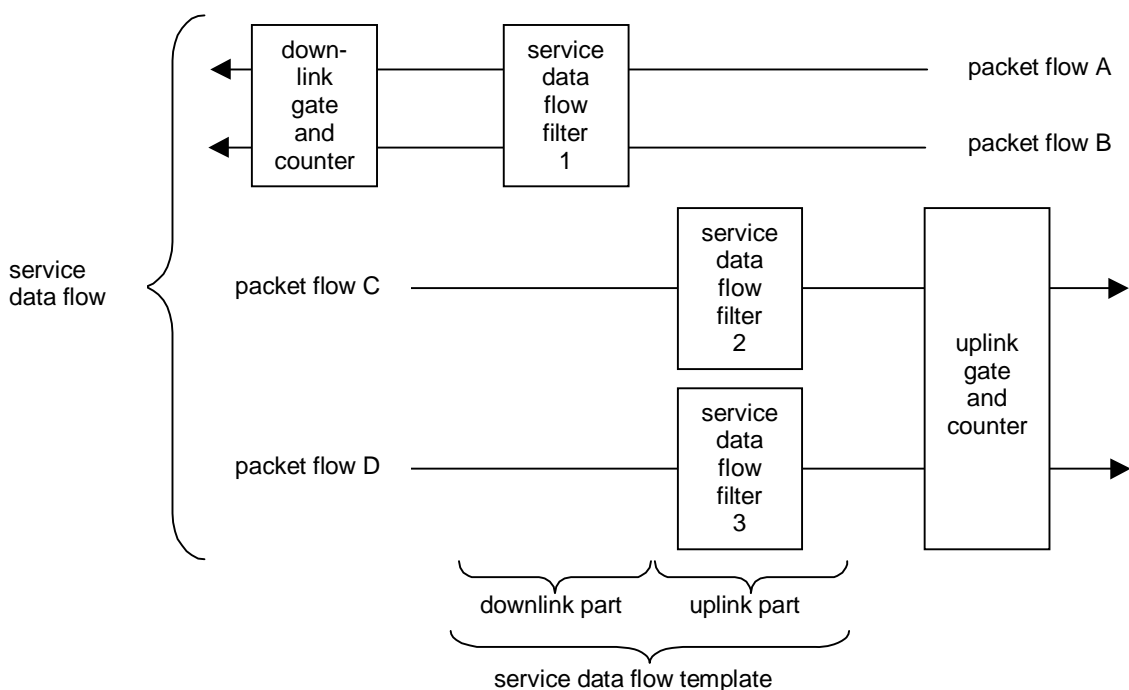 down-
link
gate
and
counter
service
data
flow
filter
1
packet flow A
packet flow B
service
data flow
packet flow C
service
data
flow
filter
2
uplink
gate
and
counter
packet flow D
service
data
flow
filter
3
downlink part
uplink part
service data flow template